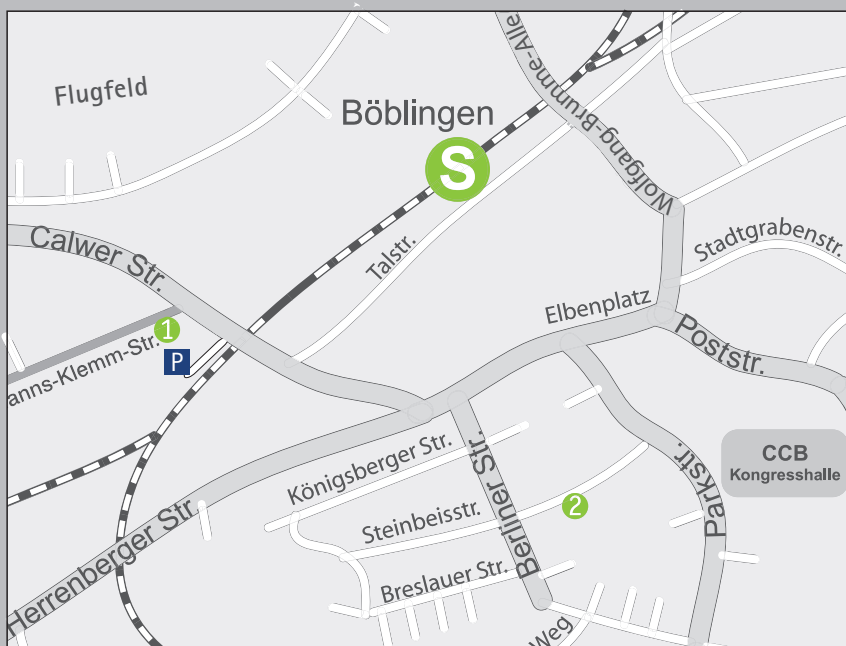 Flugfeld
Böblingen
S
Wolfgang-Brumme-Alle
Calwer Str.
Talstr.
Stadtgrabenstr.
Elbenplatz
1
P
anns-Klemm-Str.
Poststr.
CCB
Kongresshalle
Königsberger Str.
Berliner Str.
Parkstr.
Steinbeisstr.
2
Herrenberger Str
Breslauer Str.
Weg